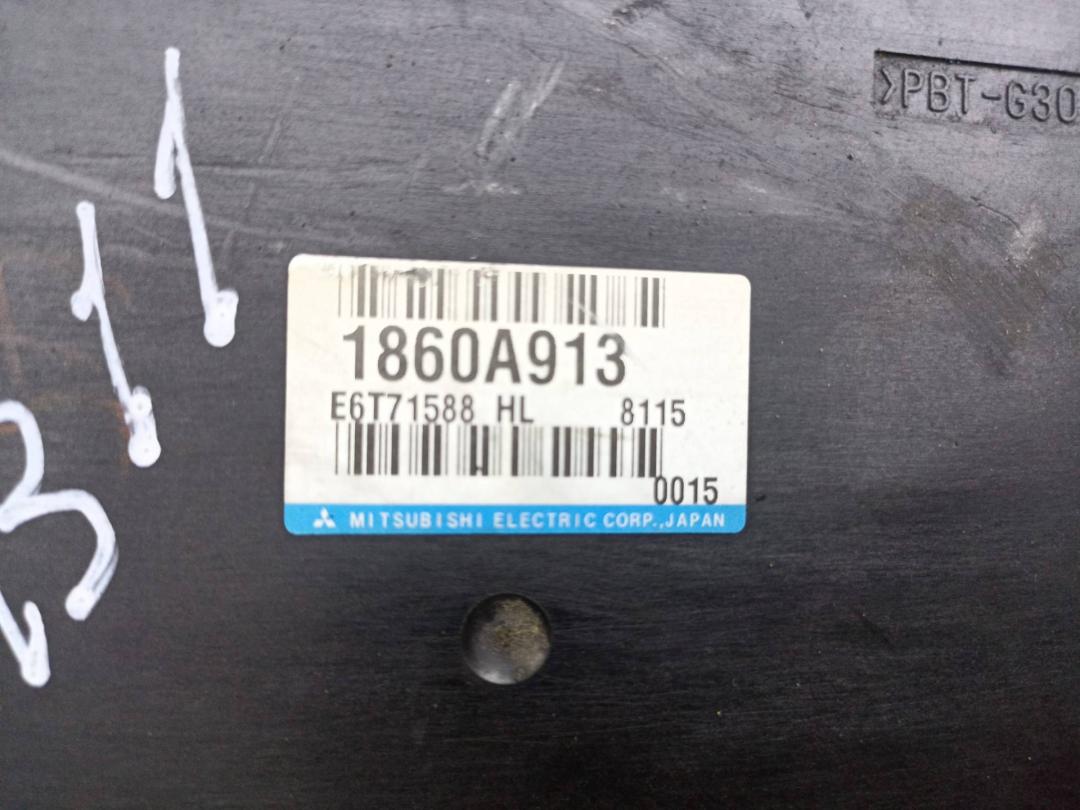 >PBT-G30
1860A913
E6T71588 HL 8115
0015
MITSUBISHI ELECTRIC CORP.,JAPAN